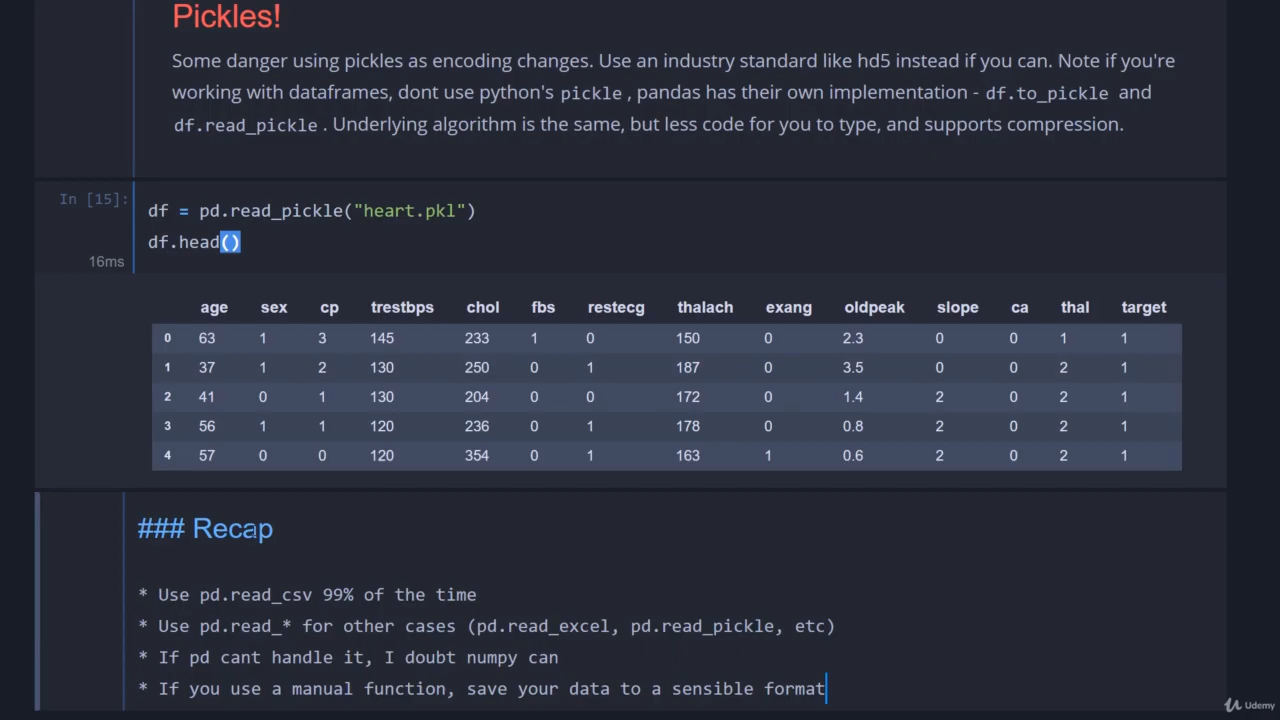 Pickles!
Some danger using pickles as encoding changes. Use an industry standard like hd5 instead if you can. Note if you're
working with dataframes, dont use python's pickle , pandas has their own implementation - df.to_pickle and
df.read_pickle . Underlying algorithm is the same, but less code for you to type, and supports compression.
In [15]:
df = pd.read_pickle("heart.pkl")
df.head()
16ms
age sex cp trestbps chol fbs restecg thalach exang oldpeak slope ca thal target
0 63 1 3 145 233 1 0 150 0 2.3 0 0 1 1
1 37 1 2 130 250 0 1 187 0 3.5 0 0 2 1
2 41 0 1 130 204 0 0 172 0 1.4 2 0 2 1
3 56 1 1 120 236 0 1 178 0 0.8 2 0 2 1
4 57 0 0 120 354 0 1 163 1 0.6 2 0 2 1
### Recap
* Use pd.read_csv 99% of the time
* Use pd.read_* for other cases (pd.read_excel, pd.read_pickle, etc)
* If pd cant handle it, I doubt numpy can
* If you use a manual function, save your data to a sensible format
Udemy